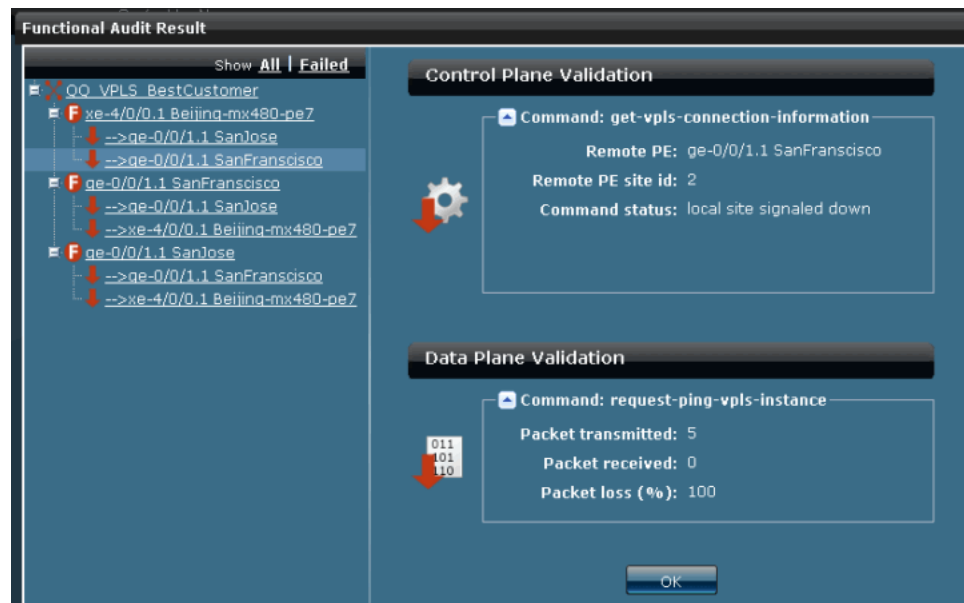 Functional Audit Result
Show All | Failed
QQ_VPLS_BestCustomer
xe-4/0/0.1 Beijing-mx480-pe7
-->ge-0/0/1.1 SanJose
-->ge-0/0/1.1 SanFranscisco
ge-0/0/1.1 SanFranscisco
-->ge-0/0/1.1 SanJose
-->xe-4/0/0.1 Beijing-mx480-pe7
ge-0/0/1.1 SanJose
-->ge-0/0/1.1 SanFranscisco
-->xe-4/0/0.1 Beijing-mx480-pe7
Control Plane Validation
Command: get-vpls-connection-information
Remote PE: ge-0/0/1.1 SanFranscisco
Remote PE site id: 2
Command status: local site signaled down
Data Plane Validation
Command: request-ping-vpls-instance
011
101
110
Packet transmitted: 5
Packet received: 0
Packet loss (%): 100
OK